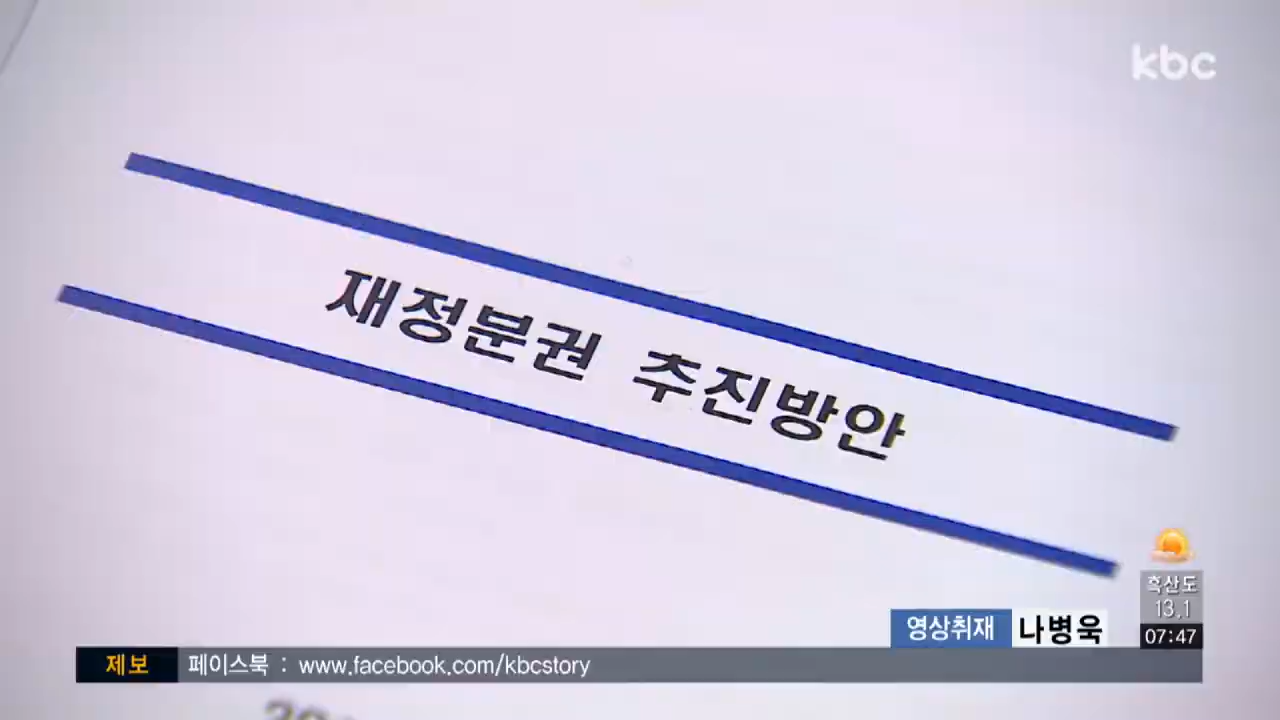 kbc
재정분권 추진방안
영상취재 나병욱
흑산도
13.1
07:47
제보 페이스북 : www.facebook.com/kbcstory